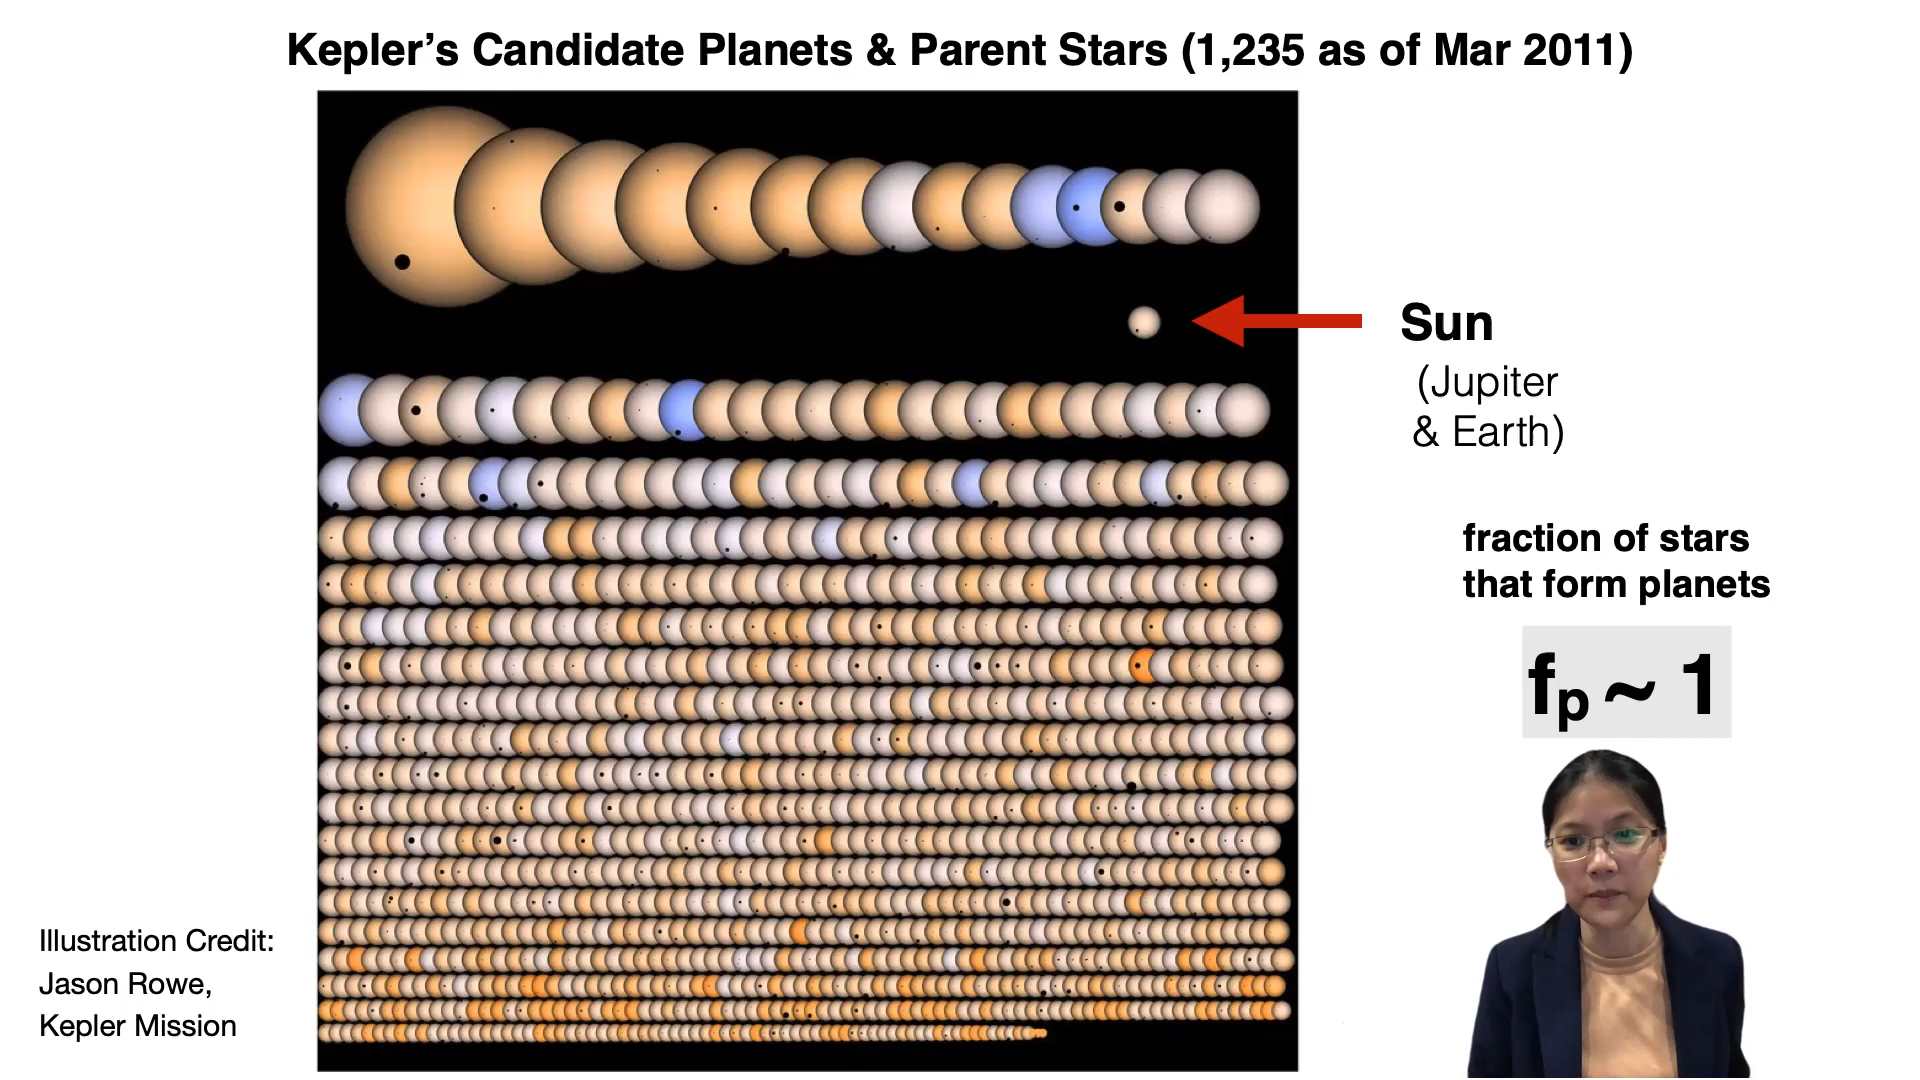 Kepler’s Candidate Planets & Parent Stars (1,235 as of Mar 2011)
Sun
(Jupiter
& Earth)
fraction of stars
that form planets
fp ~ 1
Illustration Credit:
Jason Rowe,
Kepler Mission